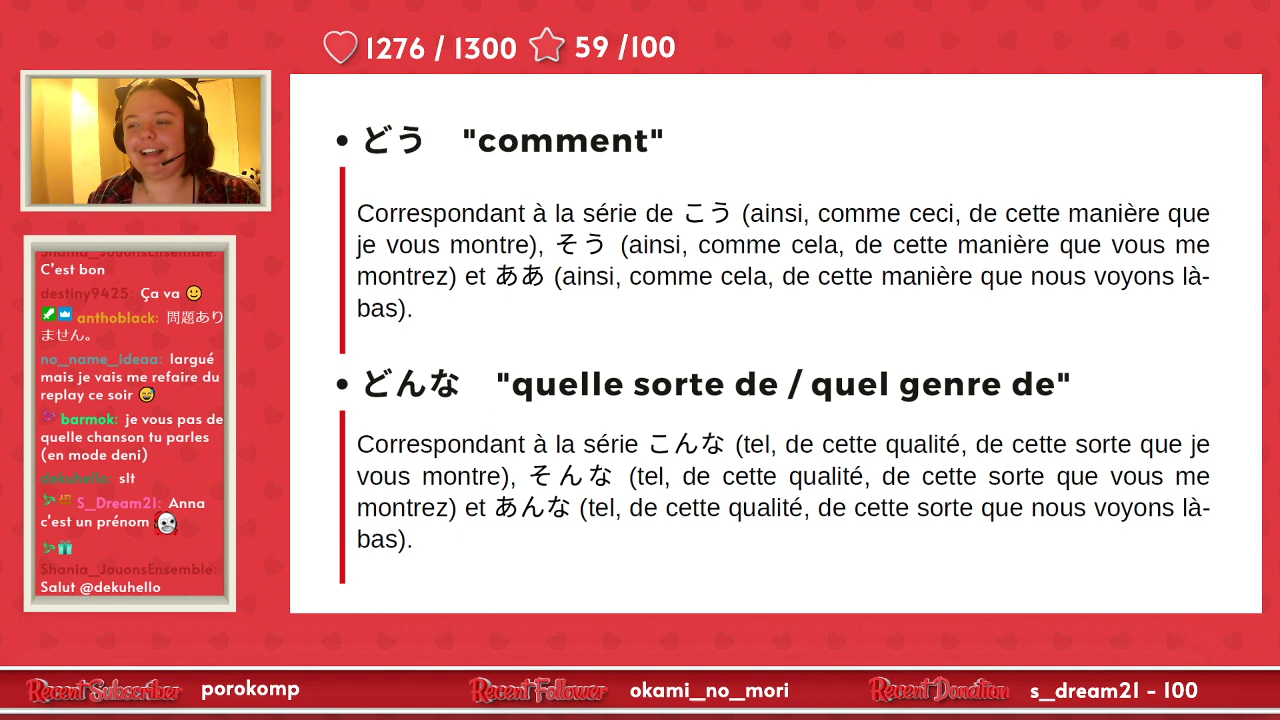 1276 / 1300 59 /100
• どう "comment"
Correspondant à la série de こう (ainsi, comme ceci, de cette manière que
je vous montre), そう (ainsi, comme cela, de cette manière que vous me
montrez) et ああ (ainsi, comme cela, de cette manière que nous voyons là-
bas).
• どんな "quelle sorte de / quel genre de"
Correspondant à la série こんな (tel, de cette qualité, de cette sorte que je
vous montre), そんな (tel, de cette qualité, de cette sorte que vous me
montrez) et あんな (tel, de cette qualité, de cette sorte que nous voyons là-
bas).
Shania_JouonsEnsemble:
C'est bon
destiny9425: Ça va
anthoblack: 問題あり
ません。
no_name_ideaa: largué
mais je vais me refaire du
replay ce soir
barmok: je vous pas de
quelle chanson tu parles
(en mode deni)
dekuhello: slt
S_Dream21: Anna
c'est un prénom
Shania_JouonsEnsemble:
Salut @dekuhello
Recent Subscriber porokomp
Recent Follower okami_no_mori
Recent Donation s_dream21 - 100